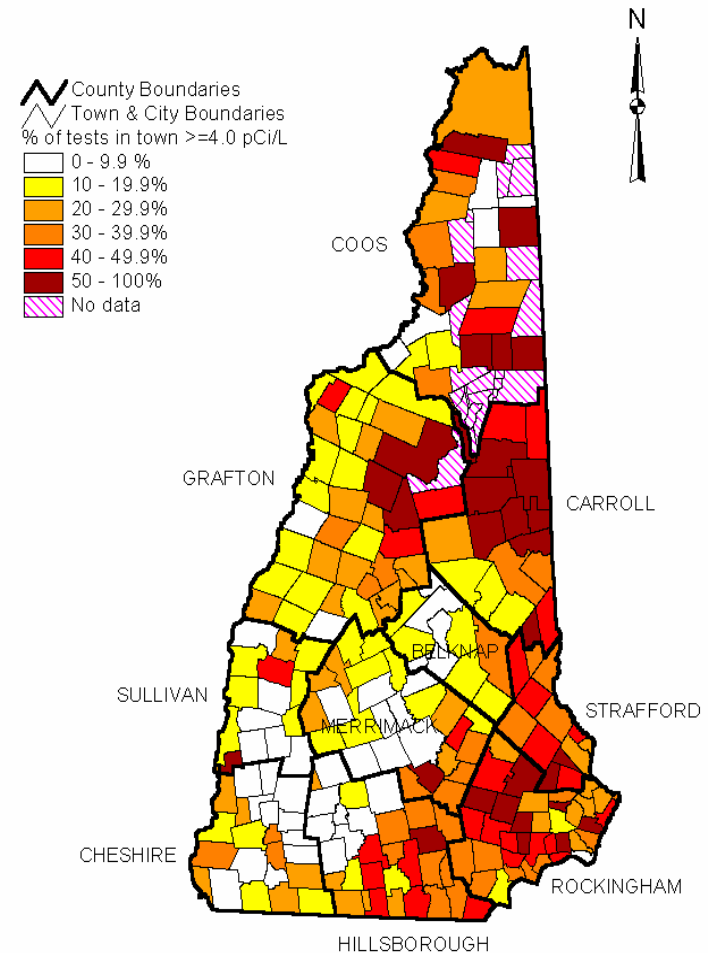 N
County Boundaries
Town & City Boundaries
% of tests in town >=4.0 pCi/L
0 - 9.9 %
10 - 19.9%
20 - 29.9%
30 - 39.9%
40 - 49.9%
50 - 100%
No data
COOS
GRAFTON
CARROLL
BELKNAP
SULLIVAN
STRAFFORD
MERRIMACK
CHESHIRE
ROCKINGHAM
HILLSBOROUGH